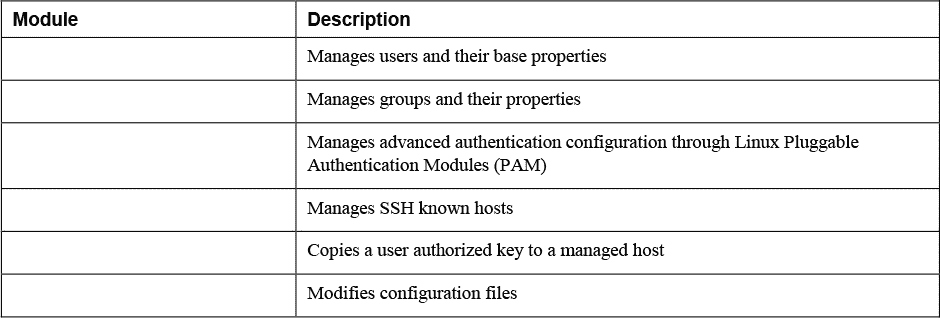 Module Description
Manages users and their base properties
Manages groups and their properties
Manages advanced authentication configuration through Linux Pluggable
Authentication Modules (PAM)
Manages SSH known hosts
Copies a user authorized key to a managed host
Modifies configuration files